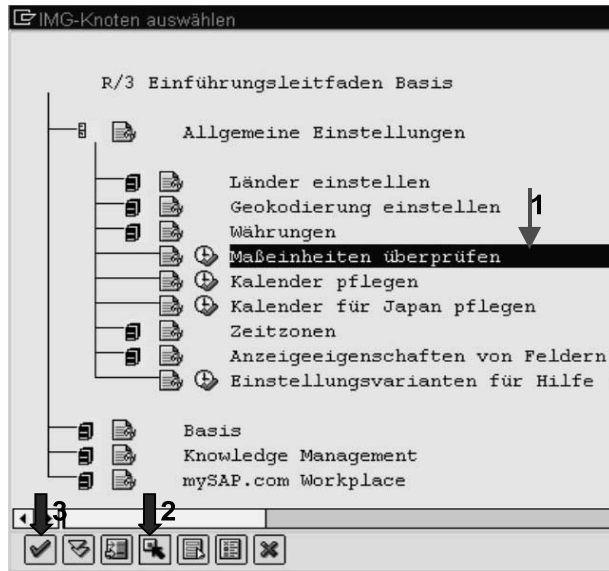 IMG-Knoten auswählen
R/3 Einführungsleitfaden Basis
Allgemeine Einstellungen
Länder einstellen
Geokodierung einstellen
1
Währungen
Maßeinheiten überprüfen
Kalender pflegen
Kalender für Japan pflegen
Zeitzonen
Anzeigeeigenschaften von Feldern
Einstellungsvarianten für Hilfe
Basis
Knowledge Management
mySAP.com Workplace
3 2